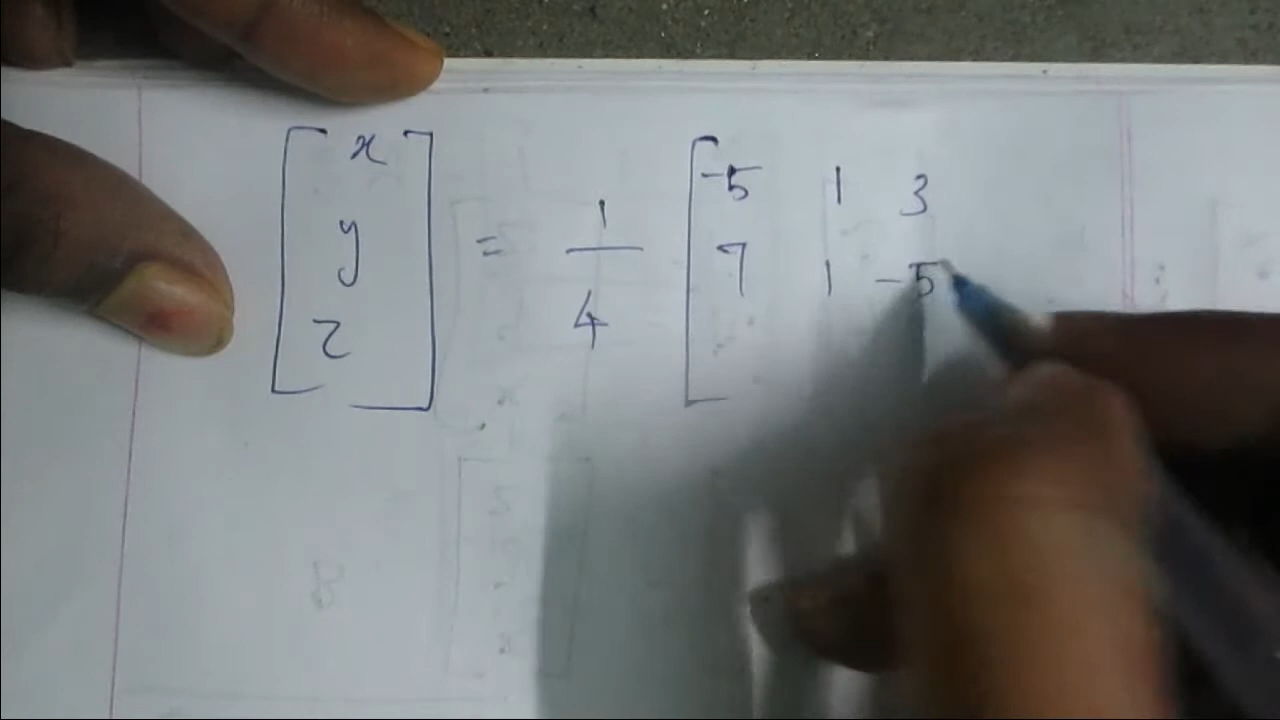 [ x ] = 1/4 [ -5 1 3
[ y ] 7 1 -5
[ z ]